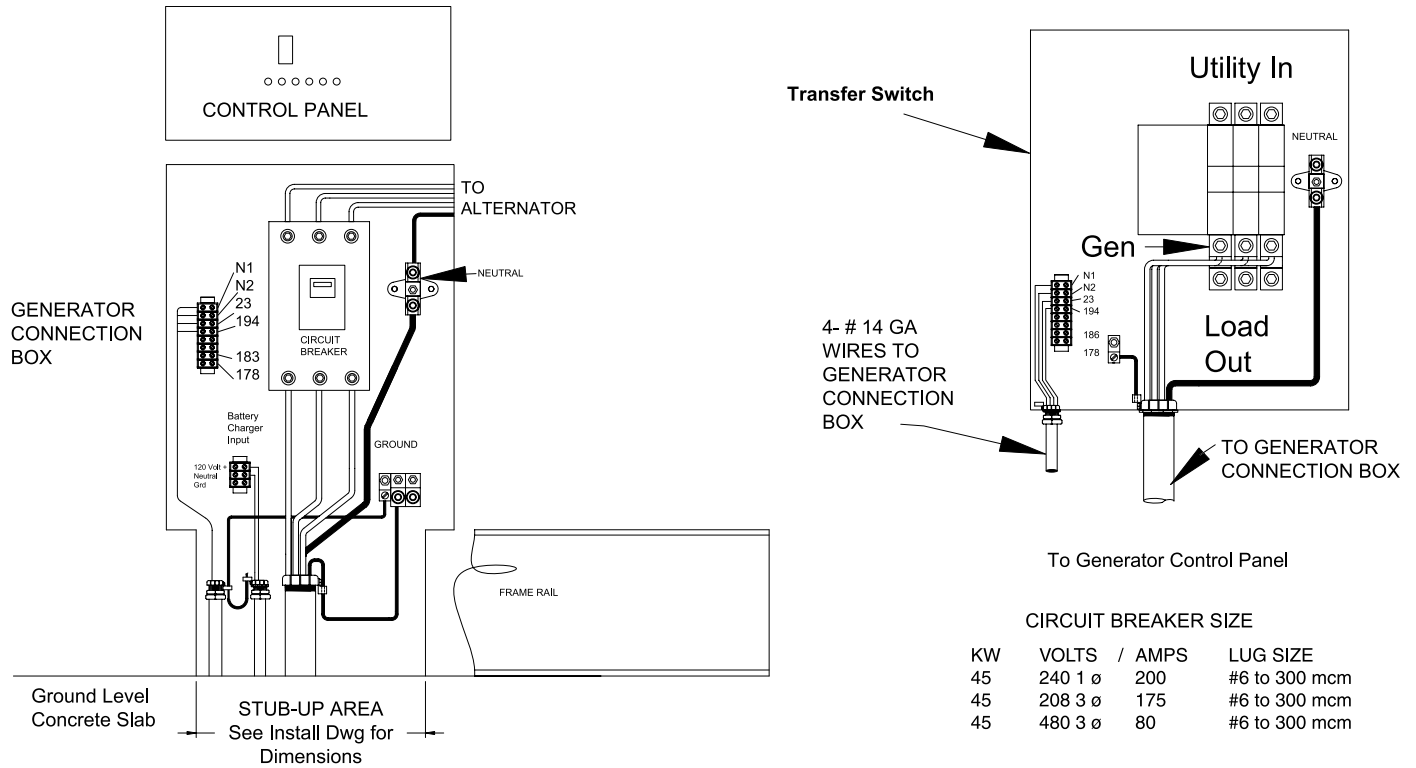 CONTROL PANEL
TO
ALTERNATOR
NEUTRAL
N1
N2
23
194
183
178
GENERATOR
CONNECTION
BOX
CIRCUIT
BREAKER
Battery
Charger
Input
120 Volt +
Neutral
Grd
GROUND
FRAME RAIL
Ground Level
Concrete Slab
STUB-UP AREA
See Install Dwg for
Dimensions
Transfer Switch
Utility In
NEUTRAL
Gen
N1
N2
23
194
186
178
Load
Out
4- # 14 GA
WIRES TO
GENERATOR
CONNECTION
BOX
TO GENERATOR
CONNECTION BOX
To Generator Control Panel
CIRCUIT BREAKER SIZE
KW VOLTS / AMPS LUG SIZE
45 240 1 ø 200 #6 to 300 mcm
45 208 3 ø 175 #6 to 300 mcm
45 480 3 ø 80 #6 to 300 mcm